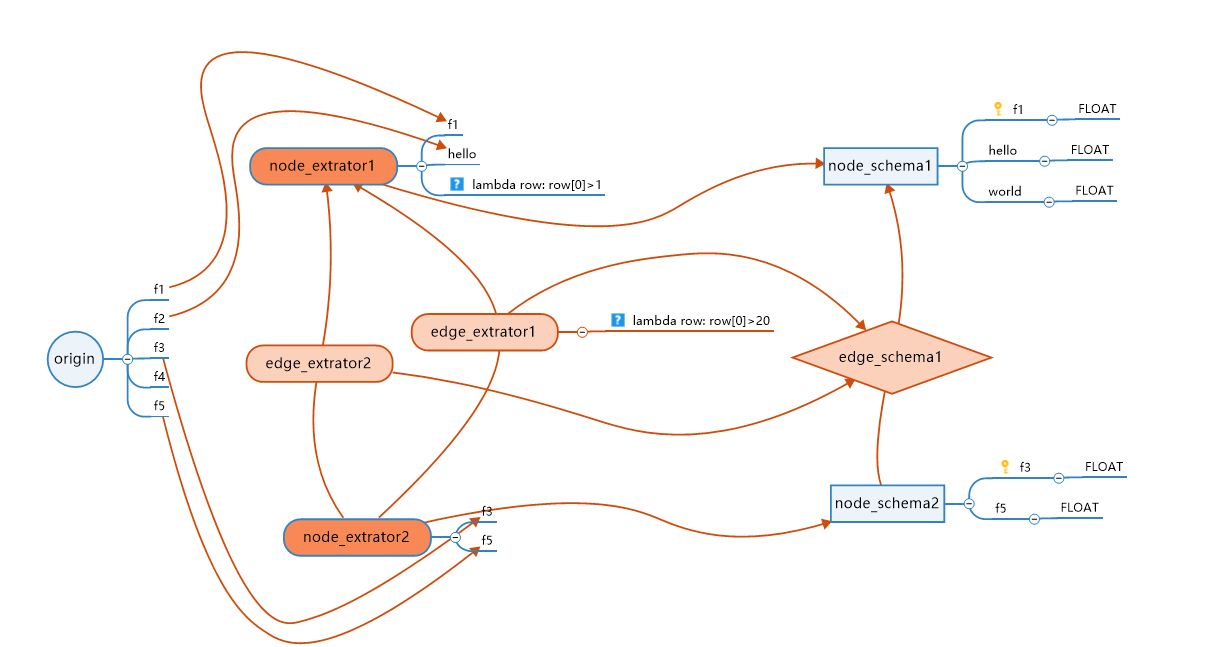 origin
f1
f2
f3
f4
f5
node_extrator1
f1
hello
? lambda row: row[0]>1
edge_extrator1
? lambda row: row[0]>20
edge_extrator2
node_extrator2
f3
f5
node_schema1
f1 FLOAT
hello FLOAT
world FLOAT
edge_schema1
node_schema2
f3 FLOAT
f5 FLOAT